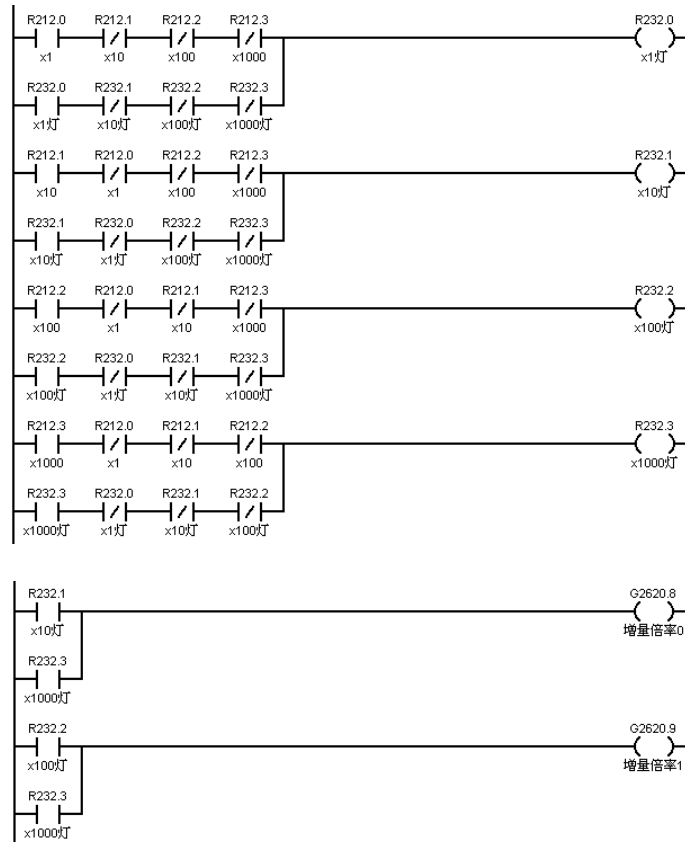 R212.0 R212.1 R212.2 R212.3 R232.0
x1 x10 x100 x1000 x1灯
R232.0 R232.1 R232.2 R232.3
x1灯 x10灯 x100灯 x1000灯
R212.1 R212.0 R212.2 R212.3 R232.1
x10 x1 x100 x1000 x10灯
R232.1 R232.0 R232.2 R232.3
x10灯 x1灯 x100灯 x1000灯
R212.2 R212.0 R212.1 R212.3 R232.2
x100 x1 x10 x1000 x100灯
R232.2 R232.0 R232.1 R232.3
x100灯 x1灯 x10灯 x1000灯
R212.3 R212.0 R212.1 R212.2 R232.3
x1000 x1 x10 x100 x1000灯
R232.3 R232.0 R232.1 R232.2
x1000灯 x1灯 x10灯 x100灯
R232.1 G2620.8
x10灯 增量倍率0
R232.3
x1000灯
R232.2 G2620.9
x100灯 增量倍率1
R232.3
x1000灯